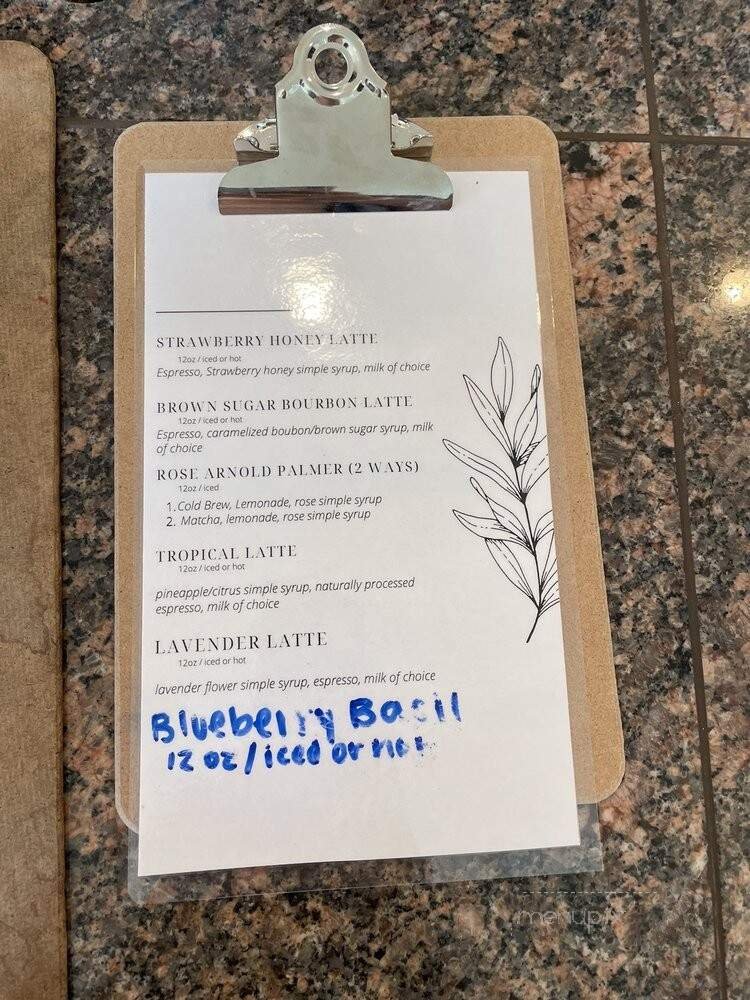 STRAWBERRY HONEY LATTE
12oz / iced or hot
Espresso, Strawberry honey simple syrup, milk of choice
BROWN SUGAR BOURBON LATTE
12oz / iced or hot
Espresso, caramelized boubon/brown sugar syrup, milk
of choice
ROSE ARNOLD PALMER (2 WAYS)
12oz / iced
1. Cold Brew, Lemonade, rose simple syrup
2. Matcha, lemonade, rose simple syrup
TROPICAL LATTE
12oz / iced or hot
pineapple/citrus simple syrup, naturally processed
espresso, milk of choice
LAVENDER LATTE
12oz / iced or hot
lavender flower simple syrup, espresso, milk of choice
Blueberry Basil
12 oz / iced or hot
menupix